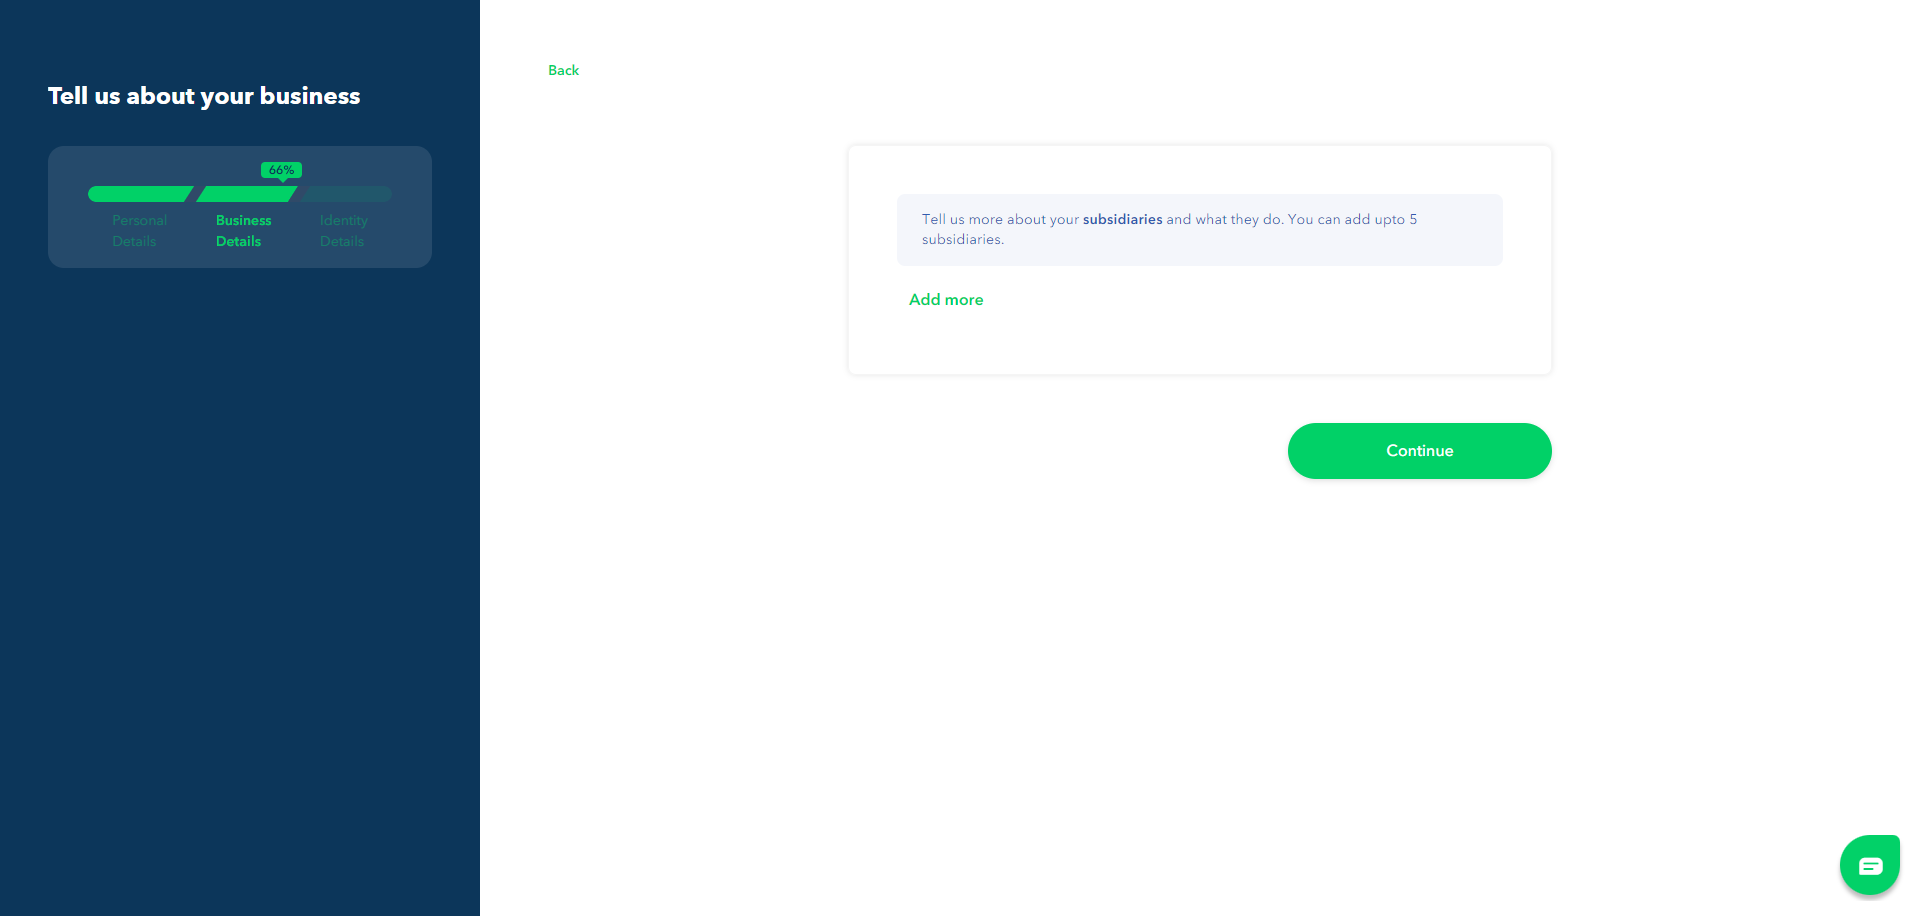 Tell us about your business
66%
Personal
Details
Business
Details
Identity
Details
Back
Tell us more about your subsidiaries and what they do. You can add upto 5
subsidiaries.
Add more
Continue